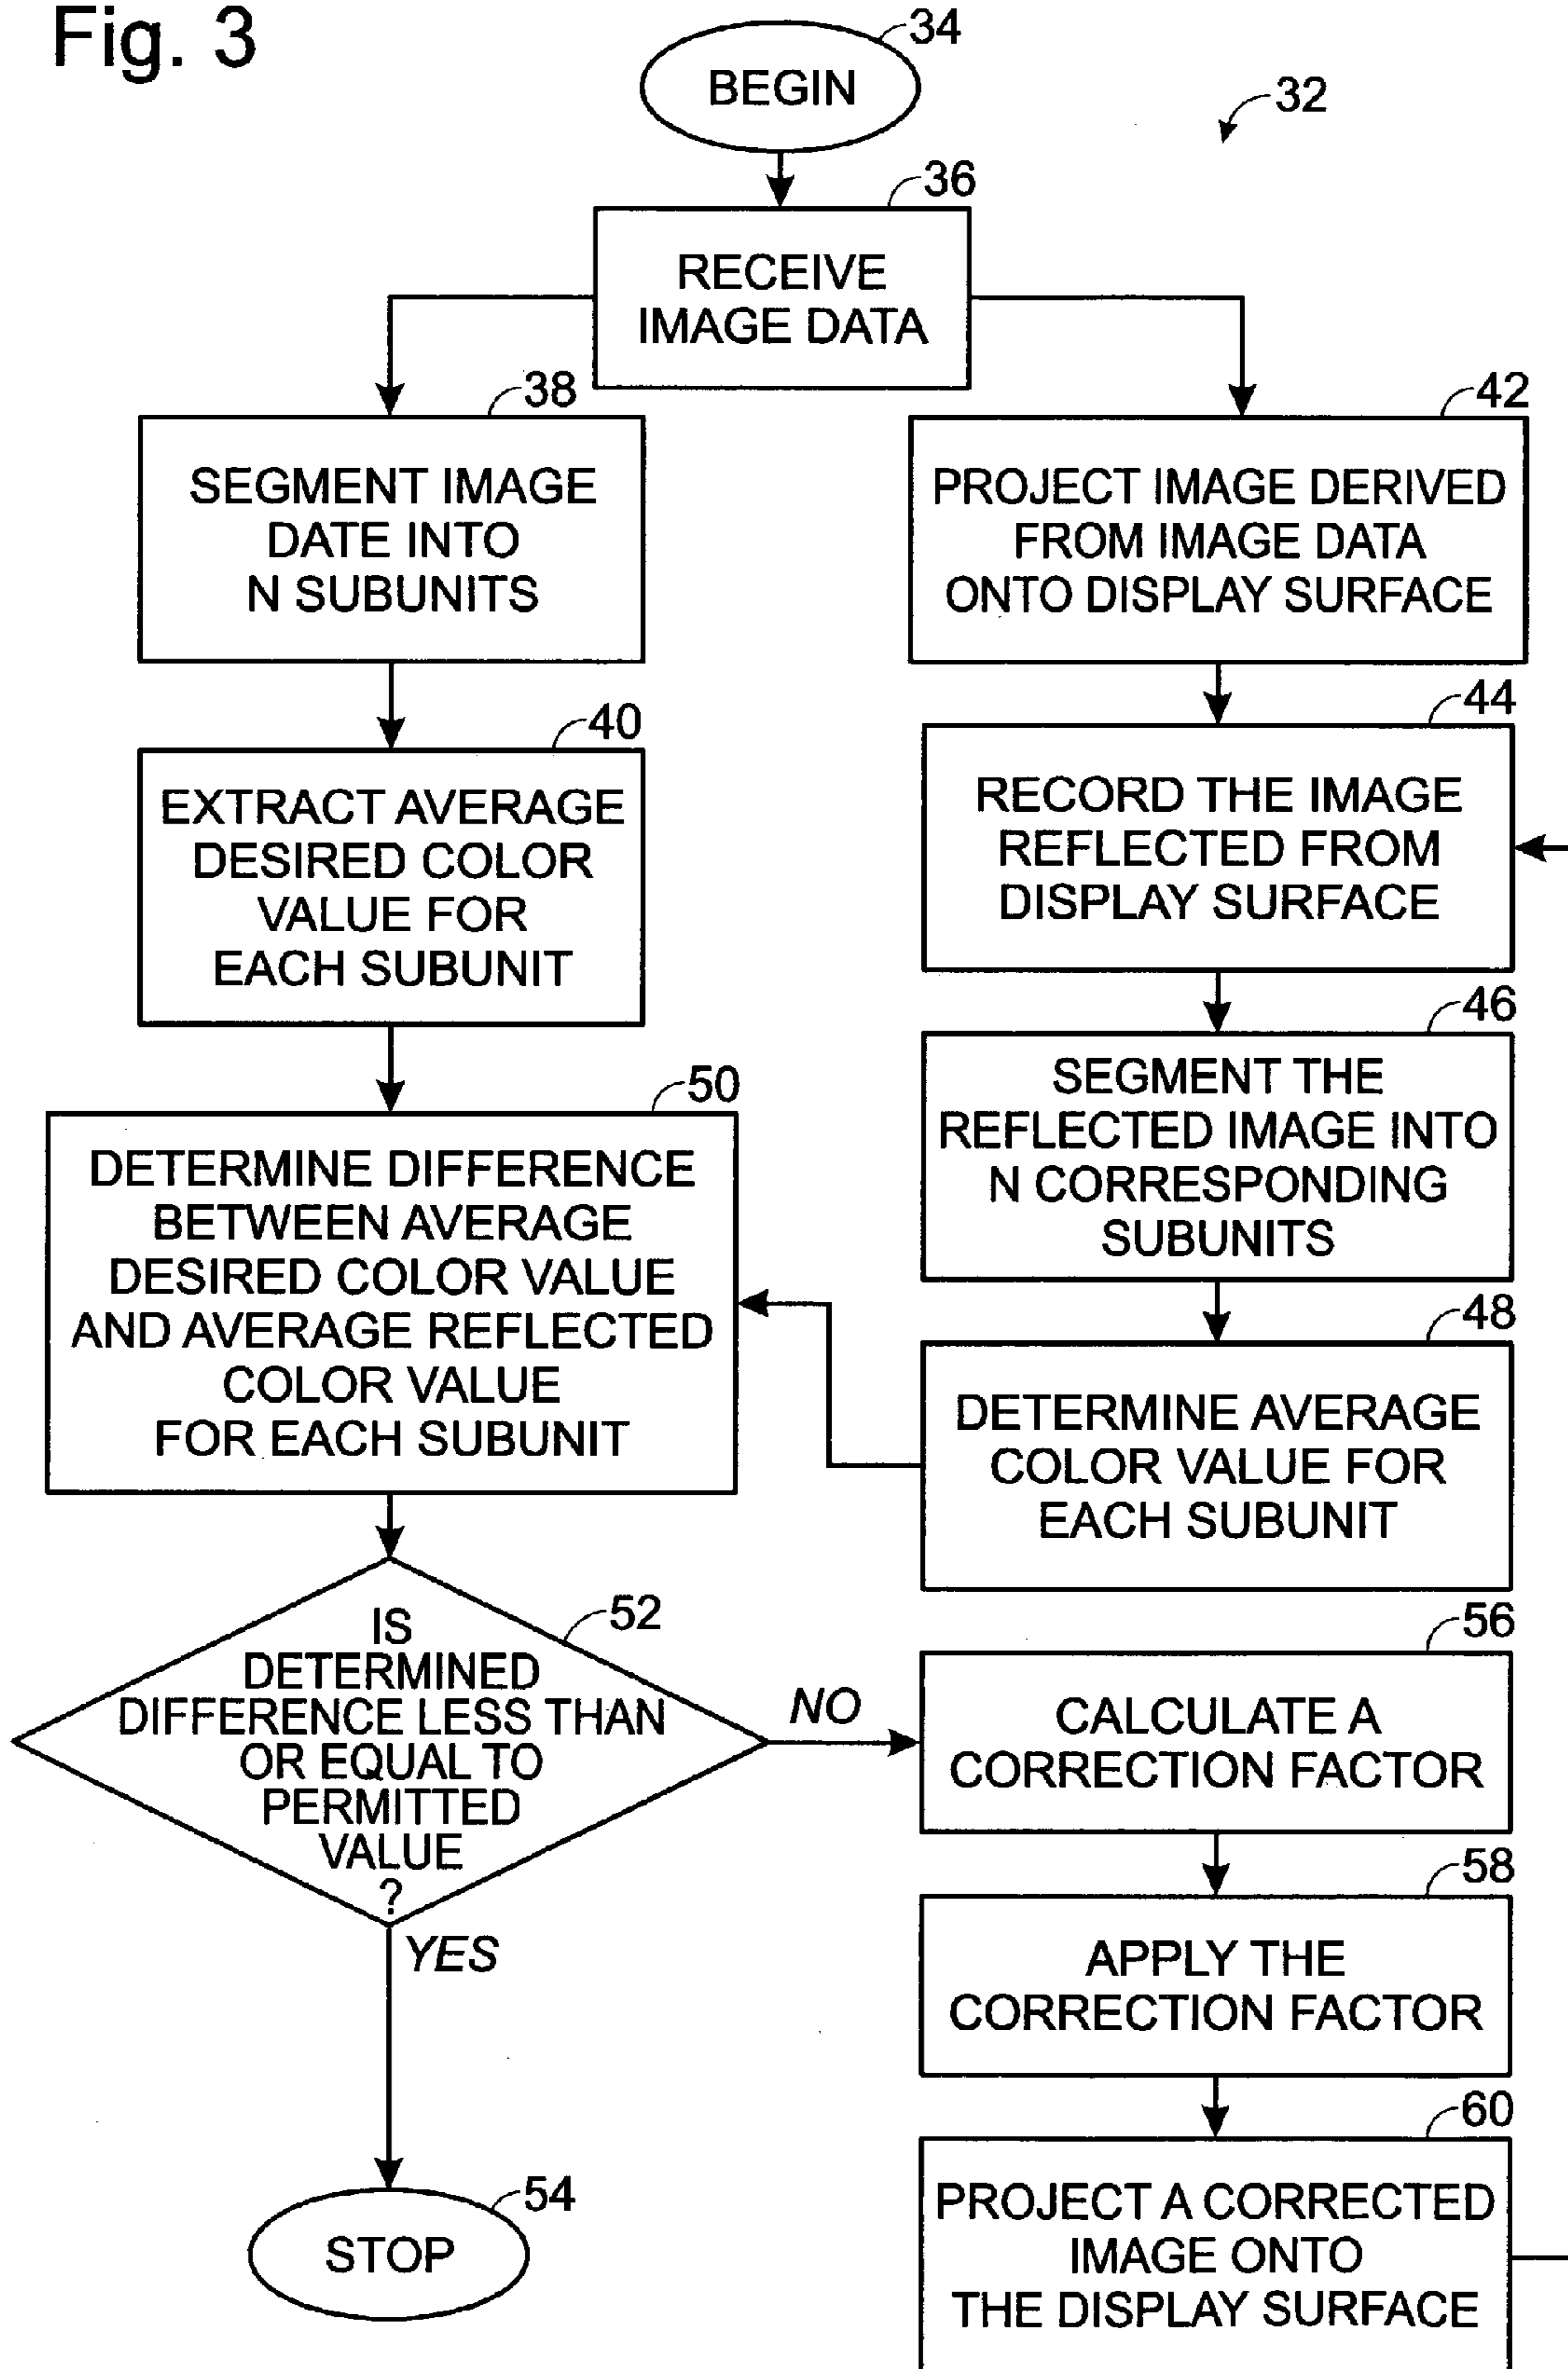 Fig. 3
34
BEGIN
32
36
RECEIVE
IMAGE DATA
38
SEGMENT IMAGE
DATE INTO
N SUBUNITS
42
PROJECT IMAGE DERIVED
FROM IMAGE DATA
ONTO DISPLAY SURFACE
40
EXTRACT AVERAGE
DESIRED COLOR
VALUE FOR
EACH SUBUNIT
44
RECORD THE IMAGE
REFLECTED FROM
DISPLAY SURFACE
46
SEGMENT THE
REFLECTED IMAGE INTO
N CORRESPONDING
SUBUNITS
50
DETERMINE DIFFERENCE
BETWEEN AVERAGE
DESIRED COLOR VALUE
AND AVERAGE REFLECTED
COLOR VALUE
FOR EACH SUBUNIT
48
DETERMINE AVERAGE
COLOR VALUE FOR
EACH SUBUNIT
52
IS
DETERMINED
DIFFERENCE LESS THAN
OR EQUAL TO
PERMITTED
VALUE
?
NO
YES
56
CALCULATE A
CORRECTION FACTOR
58
APPLY THE
CORRECTION FACTOR
60
PROJECT A CORRECTED
IMAGE ONTO
THE DISPLAY SURFACE
54
STOP